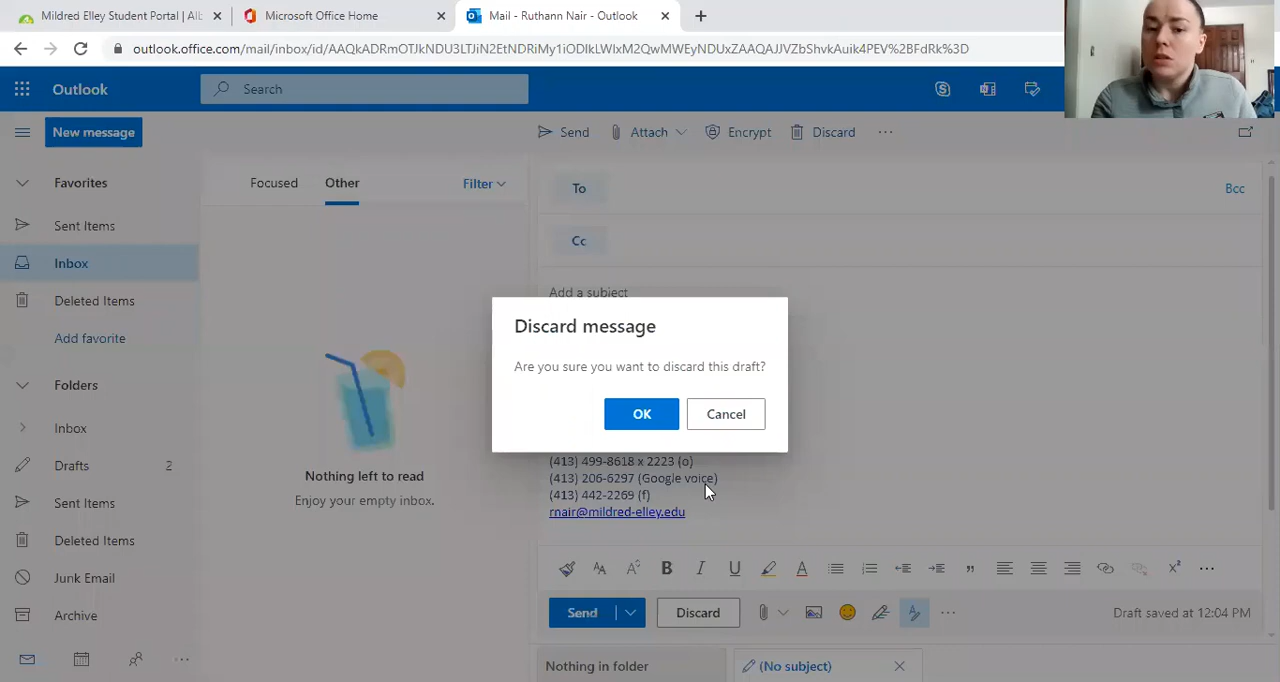 Mildred Elley Student Portal | Alb
Microsoft Office Home
Mail - Ruthann Nair - Outlook
outlook.office.com/mail/inbox/id/AAQkADRmOTJkNDU3LTJiN2EtNDRiMy1iODlkLWIxM2QwMWEyNDUxZAAQAJJVZbShvkAuik4PEV%2BFdRk%3D
Outlook
Search
New message
Send
Attach
Encrypt
Discard
Favorites
Focused
Other
Filter
To
Bcc
Sent Items
Cc
Inbox
Add a subject
Deleted Items
Add favorite
Discard message
Are you sure you want to discard this draft?
OK
Cancel
Folders
Inbox
Drafts 2
Sent Items
Deleted Items
Junk Email
Archive
Nothing left to read
Enjoy your empty inbox.
(413) 499-8618 x 2223 (o)
(413) 206-6297 (Google voice)
(413) 442-2269 (f)
rnair@mildred-elley.edu
Send
Discard
Draft saved at 12:04 PM
Nothing in folder
(No subject)